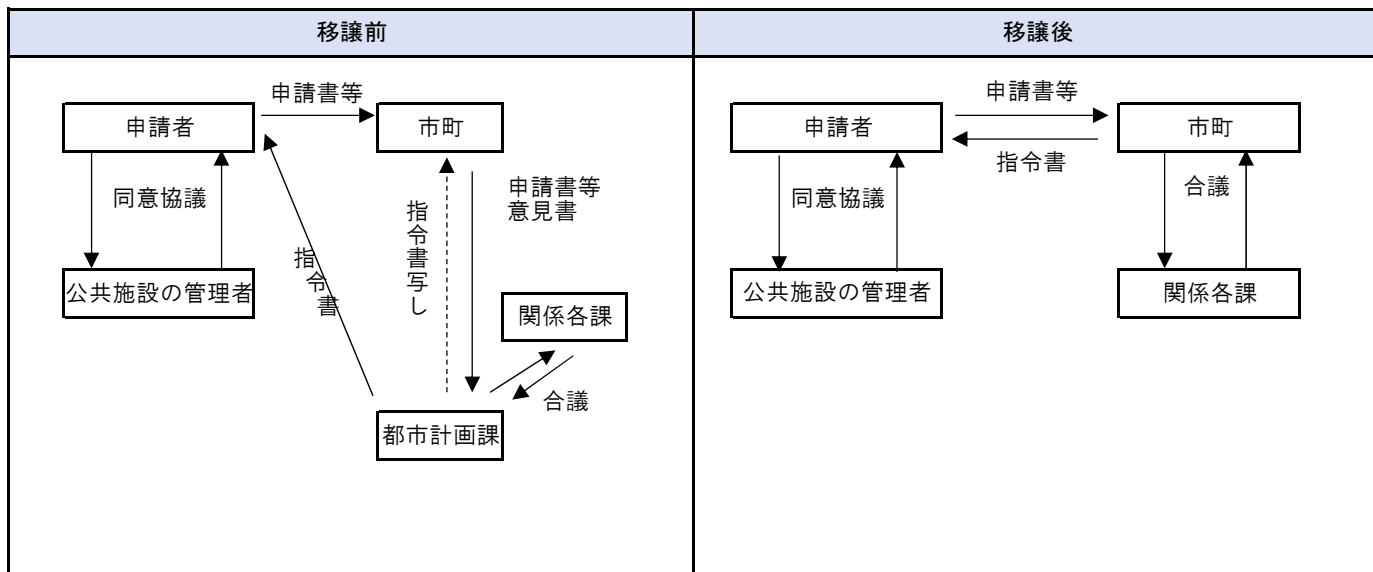 移譲前
申請書等
申請者
市町
同意協議
申請書等
意見書
指令書写し
指令書
公共施設の管理者
関係各課
合議
都市計画課
移譲後
申請書等
申請者
市町
指令書
同意協議
合議
公共施設の管理者
関係各課